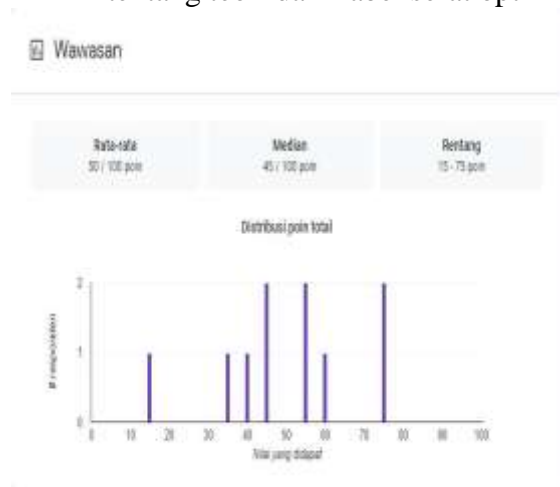 Wawasan
Rata-rata
50 / 100 poin
Median
45 / 100 poin
Rentang
15 - 75 poin
Distribusi poin total
2
1
0
0 10 20 30 40 50 60 70 80 90 100
Nilai yang didapat